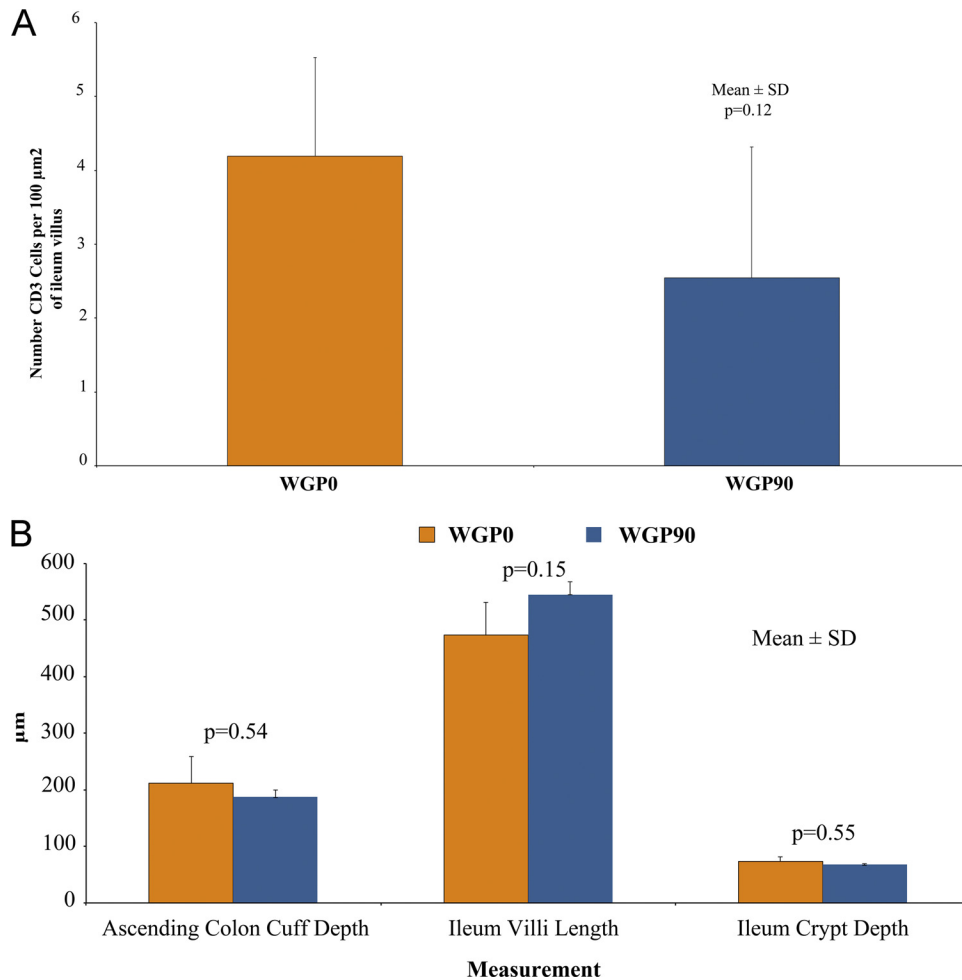 A
6
5
4
3
2
1
0
Number CD3 Cells per 100 µm2
of ileum villus
Mean ± SD
p=0.12
WGP0
WGP90
B
WGP0
WGP90
600
500
400
300
200
100
0
µm
p=0.54
p=0.15
Mean ± SD
p=0.55
Ascending Colon Cuff Depth
Ileum Villi Length
Ileum Crypt Depth
Measurement